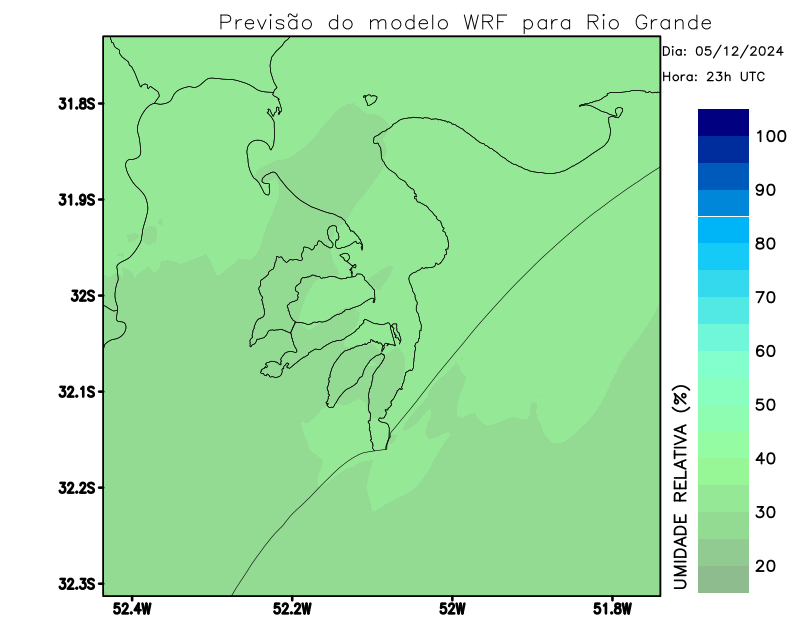 Previsão do modelo WRF para Rio Grande
Dia: 05/12/2024
Hora: 23h UTC
31.8S
31.9S
32S
32.1S
32.2S
32.3S
52.4W
52.2W
52W
51.8W
100
90
80
70
60
50
40
30
20
UMIDADE RELATIVA (%)